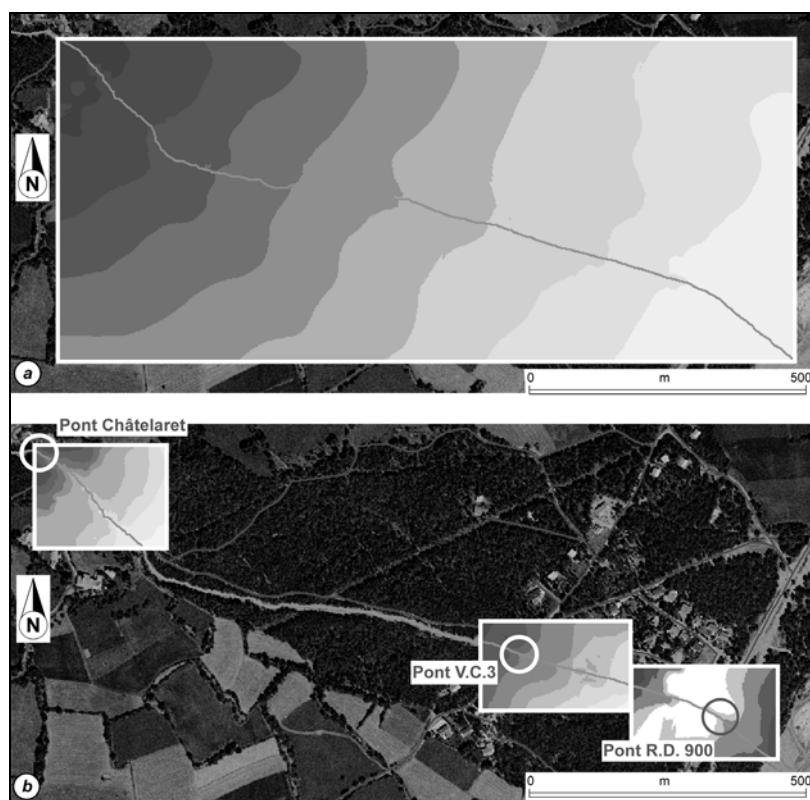 N
a
0 m 500
Pont Châtelaret
N
Pont V.C.3
Pont R.D. 900
b
0 m 500